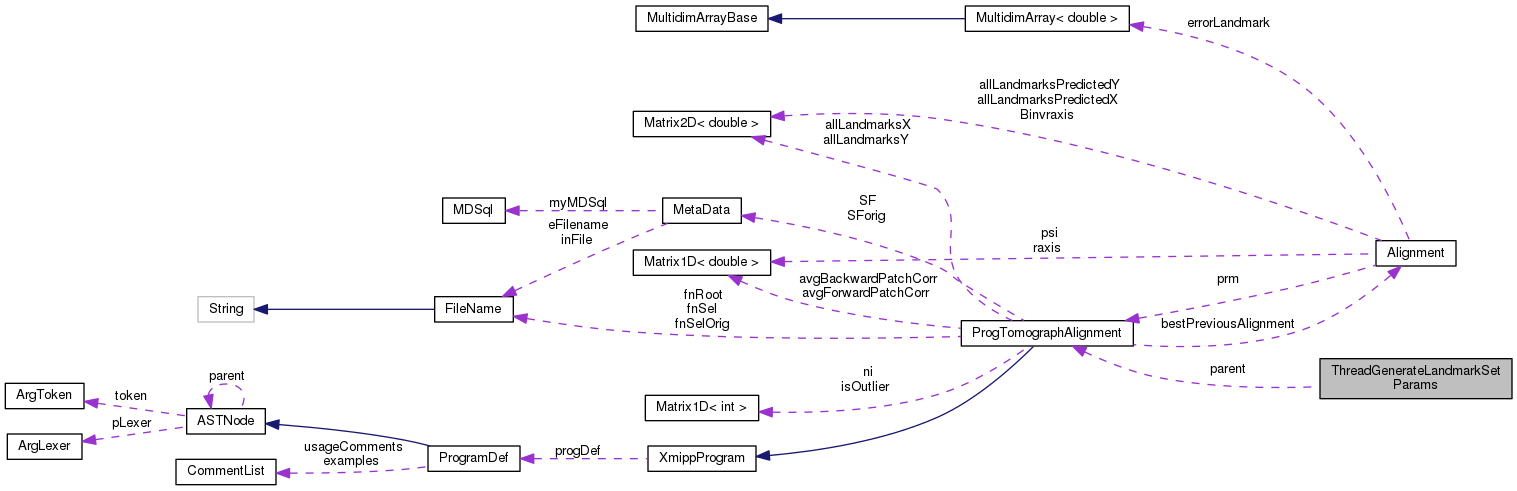 MultidimArrayBase
MultidimArray< double >
errorLandmark
allLandmarksPredictedY
allLandmarksPredictedX
Binvraxis
Matrix2D< double >
allLandmarksX
allLandmarksY
MDSql
myMDSql
MetaData
SF
SForig
eFilename
inFile
psi
raxis
Alignment
Matrix1D< double >
avgBackwardPatchCorr
avgForwardPatchCorr
prm
String
FileName
fnRoot
fnSel
fnSelOrig
ProgTomographAlignment
bestPreviousAlignment
parent
ThreadGenerateLandmarkSet
Params
parent
ni
isOutlier
ArgToken
token
Matrix1D< int >
pLexer
ASTNode
ArgLexer
usageComments
examples
ProgramDef
progDef
XmippProgram
CommentList